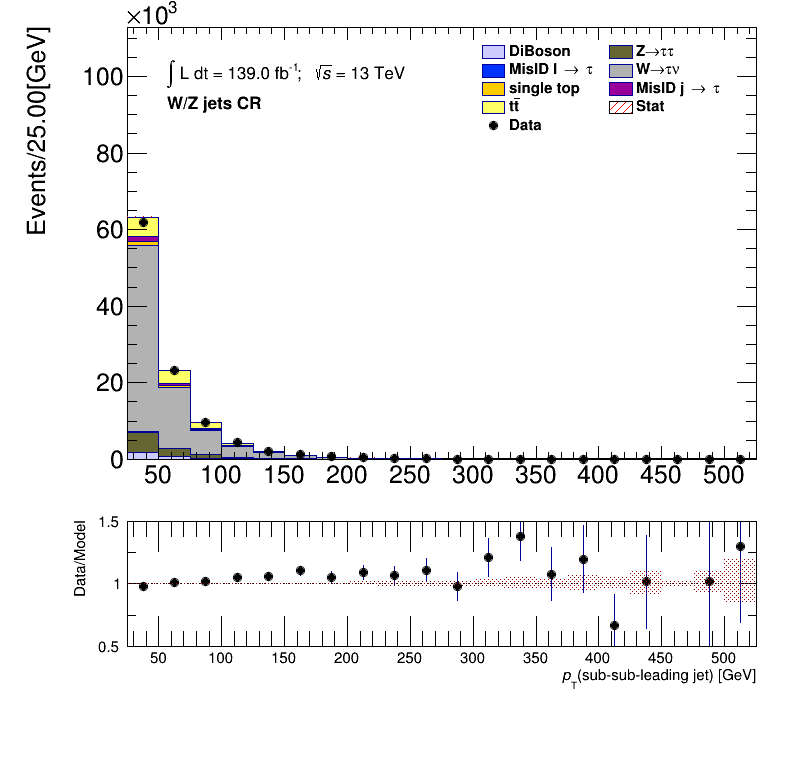 ×10³
Events/25.00[GeV]
100
80
60
40
20
0
∫ L dt = 139.0 fb⁻¹; √s = 13 TeV
W/Z jets CR
DiBoson
MisID l → τ
single top
tt̄
Data
Z→ττ
W→τν
MisID j → τ
Stat
50 100 150 200 250 300 350 400 450 500
Data/Model
1.5
1
0.5
50 100 150 200 250 300 350 400 450 500
p_T(sub-sub-leading jet) [GeV]